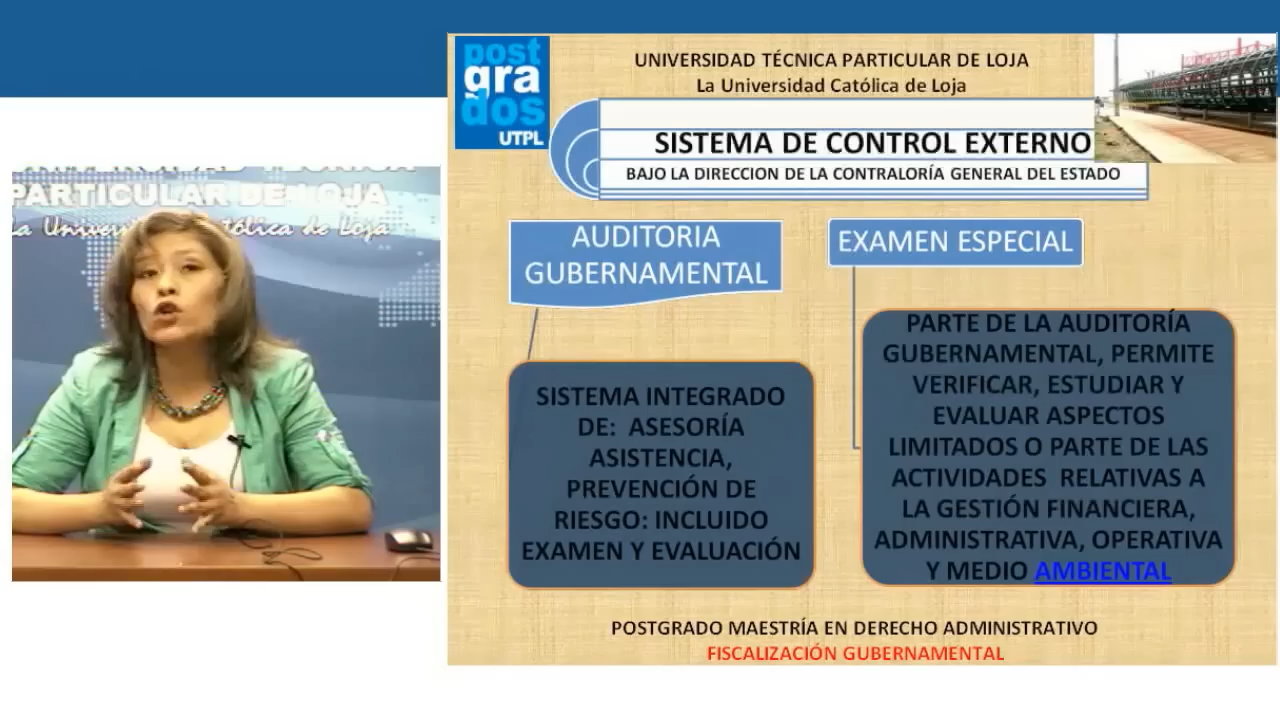 PARTICULAR DE LOJA
La Universidad Católica de Loja
post
gra
dos
UTPL
UNIVERSIDAD TÉCNICA PARTICULAR DE LOJA
La Universidad Católica de Loja
SISTEMA DE CONTROL EXTERNO
BAJO LA DIRECCION DE LA CONTRALORÍA GENERAL DEL ESTADO
AUDITORIA
GUBERNAMENTAL
SISTEMA INTEGRADO
DE: ASESORÍA
ASISTENCIA,
PREVENCIÓN DE
RIESGO: INCLUIDO
EXAMEN Y EVALUACIÓN
EXAMEN ESPECIAL
PARTE DE LA AUDITORÍA
GUBERNAMENTAL, PERMITE
VERIFICAR, ESTUDIAR Y
EVALUAR ASPECTOS
LIMITADOS O PARTE DE LAS
ACTIVIDADES RELATIVAS A
LA GESTIÓN FINANCIERA,
ADMINISTRATIVA, OPERATIVA
Y MEDIO AMBIENTAL
POSTGRADO MAESTRÍA EN DERECHO ADMINISTRATIVO
FISCALIZACIÓN GUBERNAMENTAL